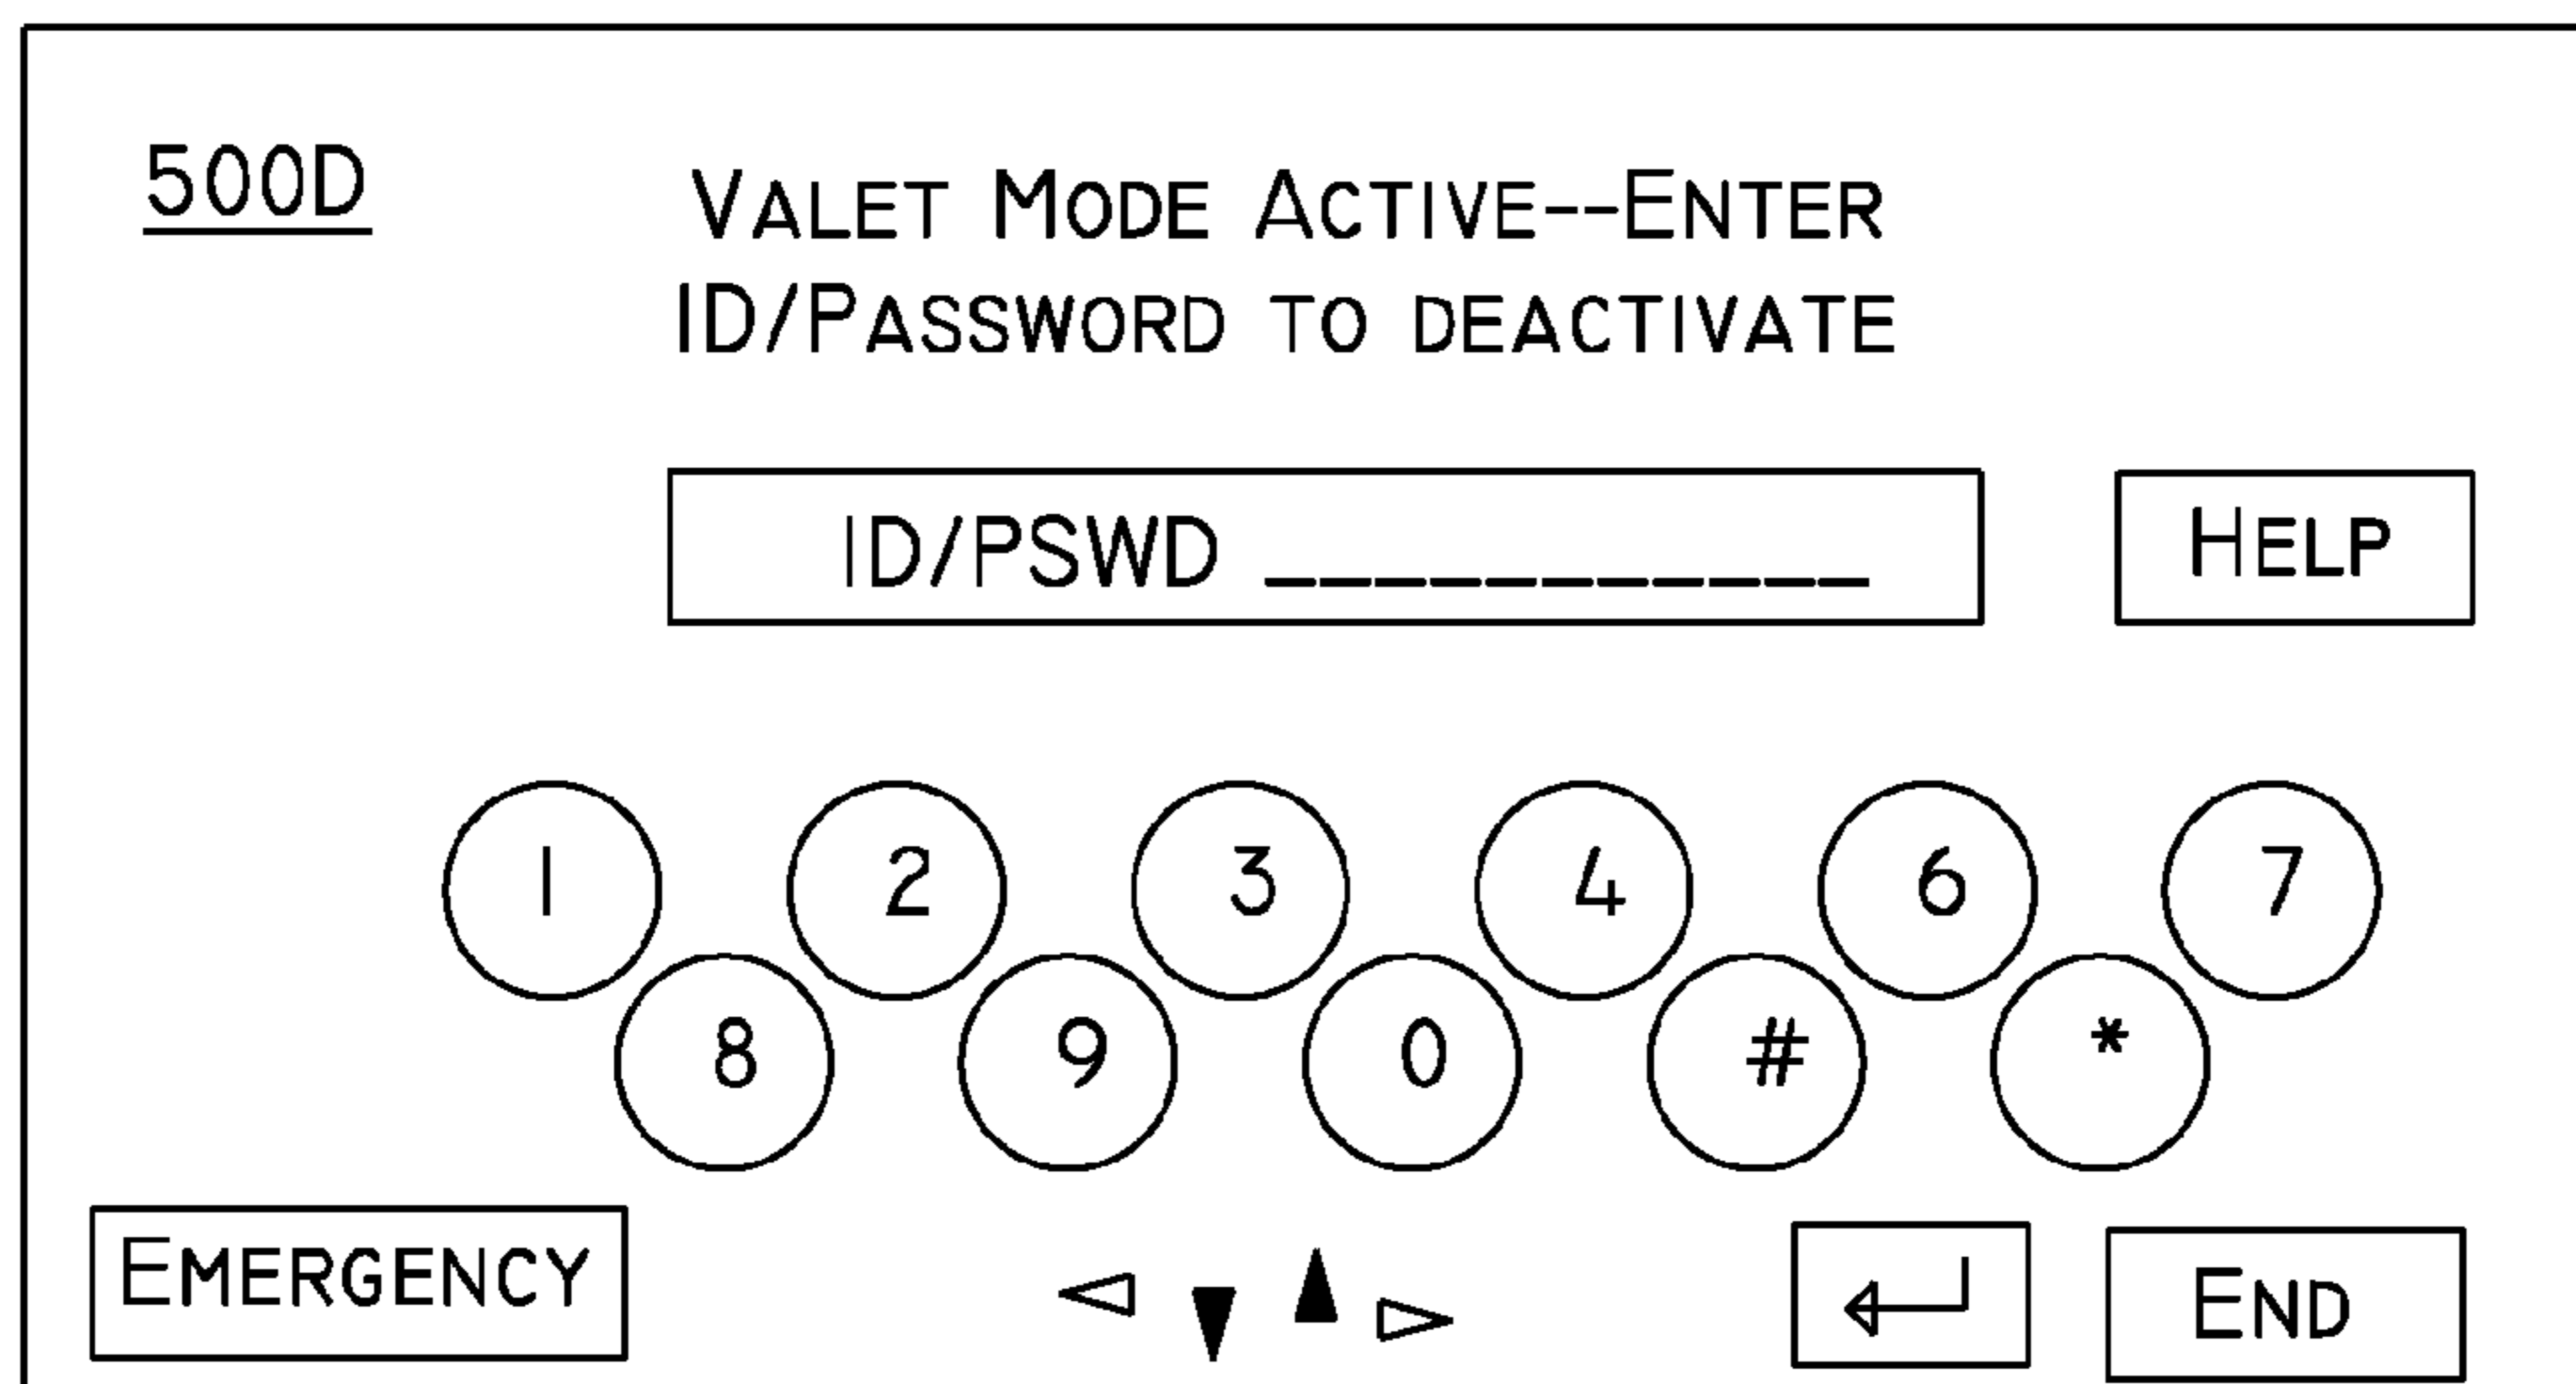 500D
VALET MODE ACTIVE--ENTER
ID/PASSWORD TO DEACTIVATE
ID/PSWD ___________
HELP
1 2 3 4 6 7
8 9 0 # *
EMERGENCY
END